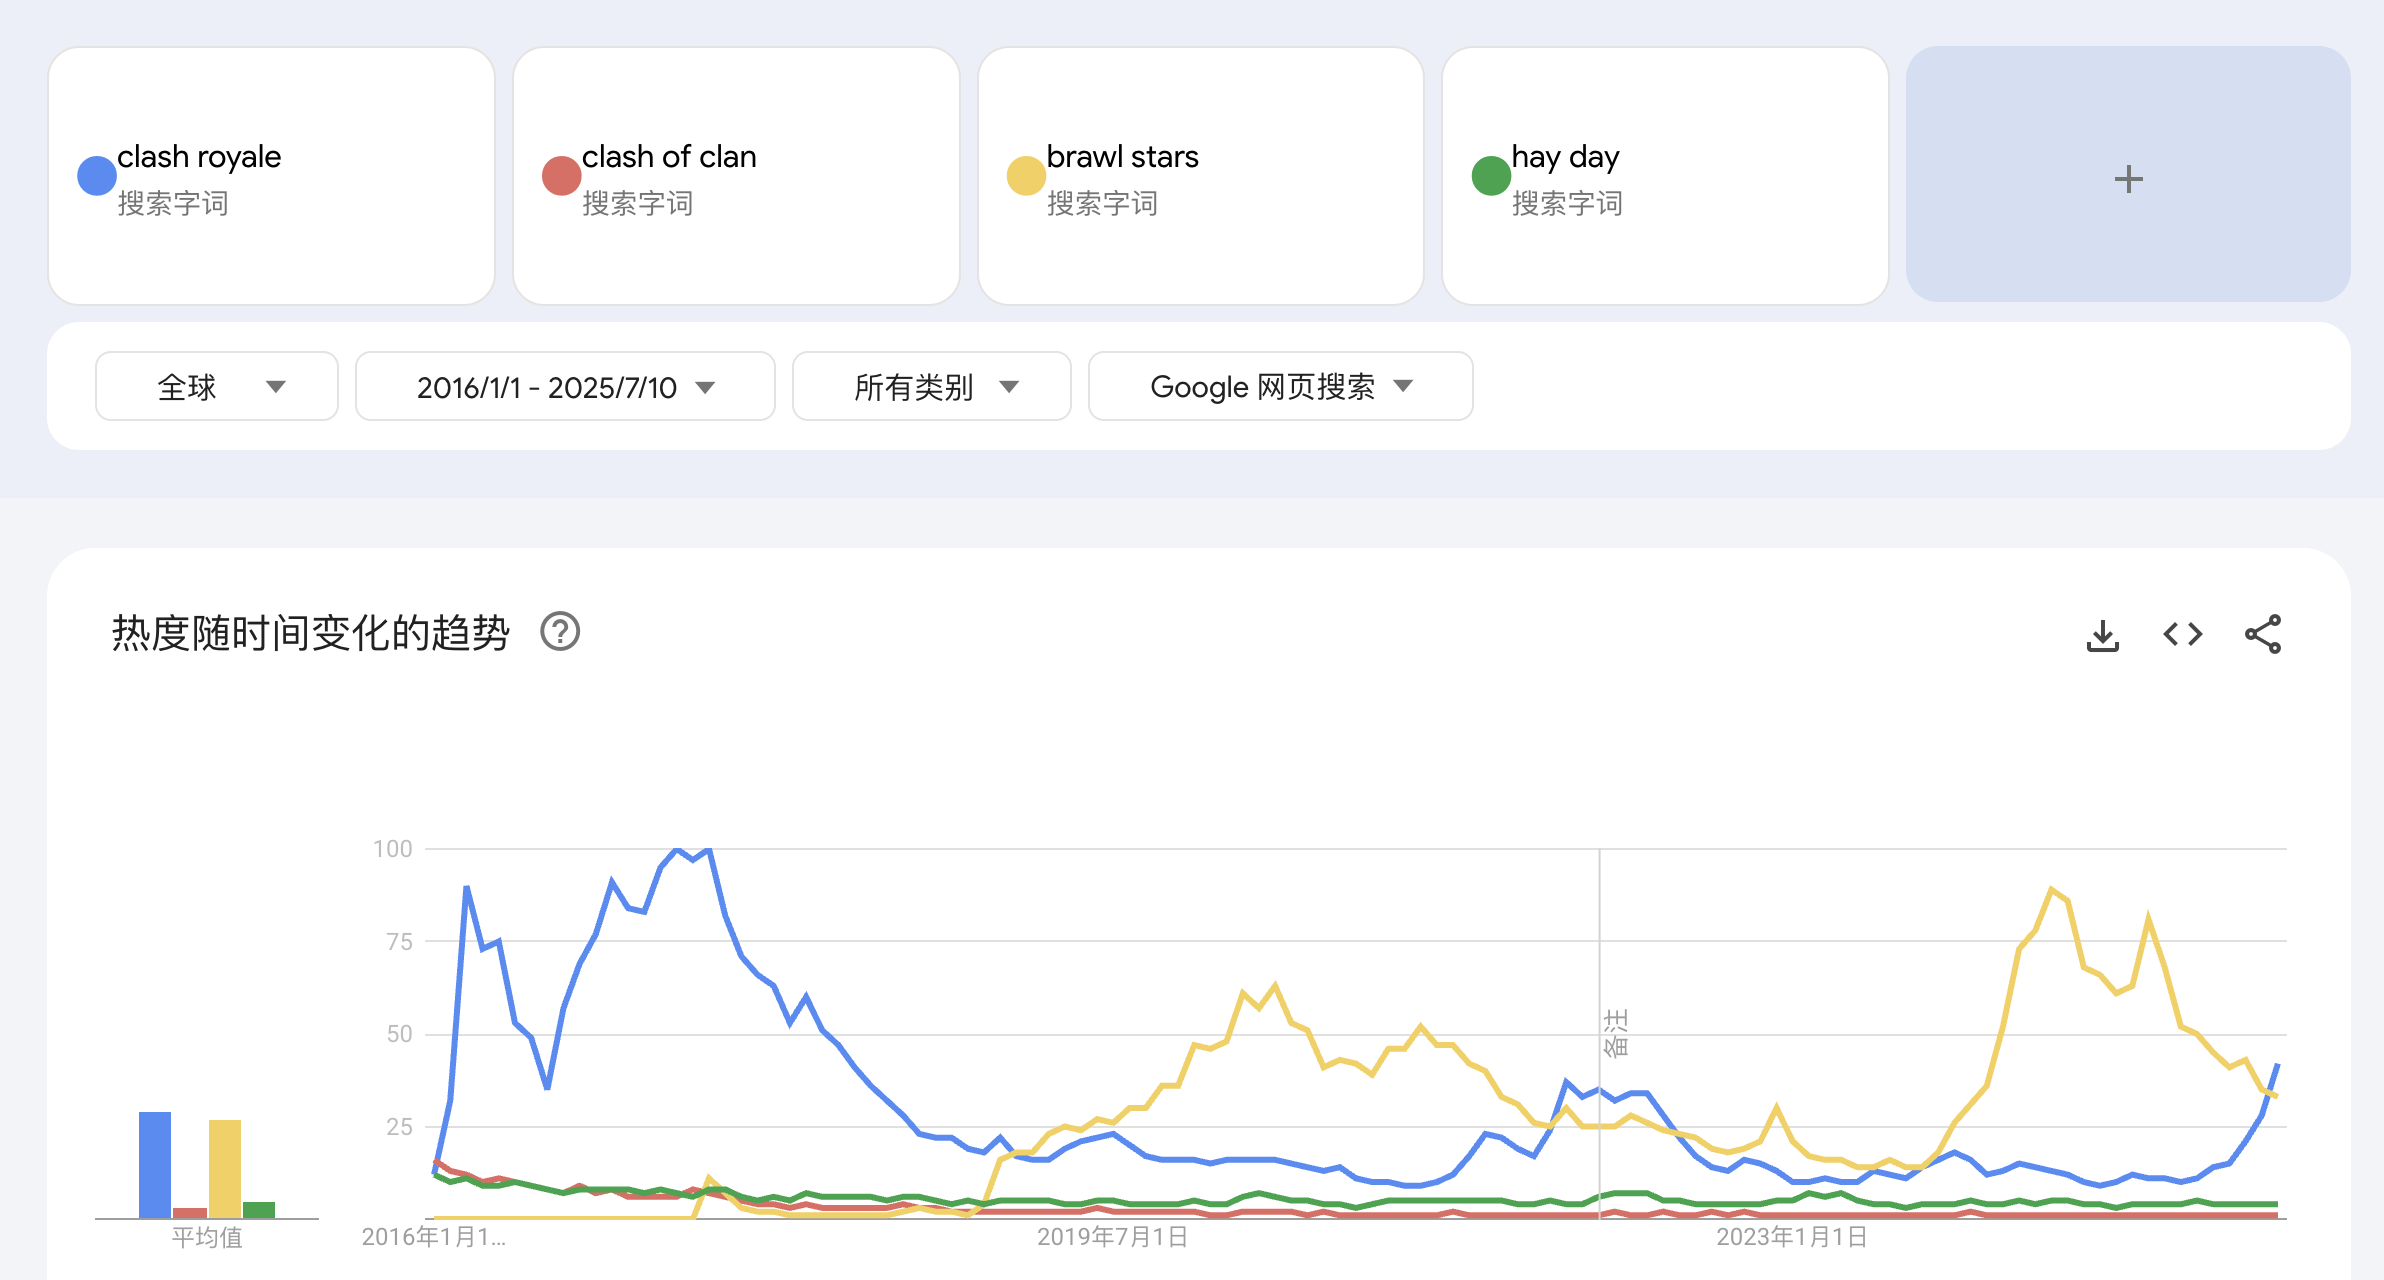 clash royale
搜索字词
clash of clan
搜索字词
brawl stars
搜索字词
hay day
搜索字词
+
全球
2016/1/1 - 2025/7/10
所有类别
Google 网页搜索
热度随时间变化的趋势
?
100
75
50
25
备注
平均值
2016年1月1…
2019年7月1日
2023年1月1日